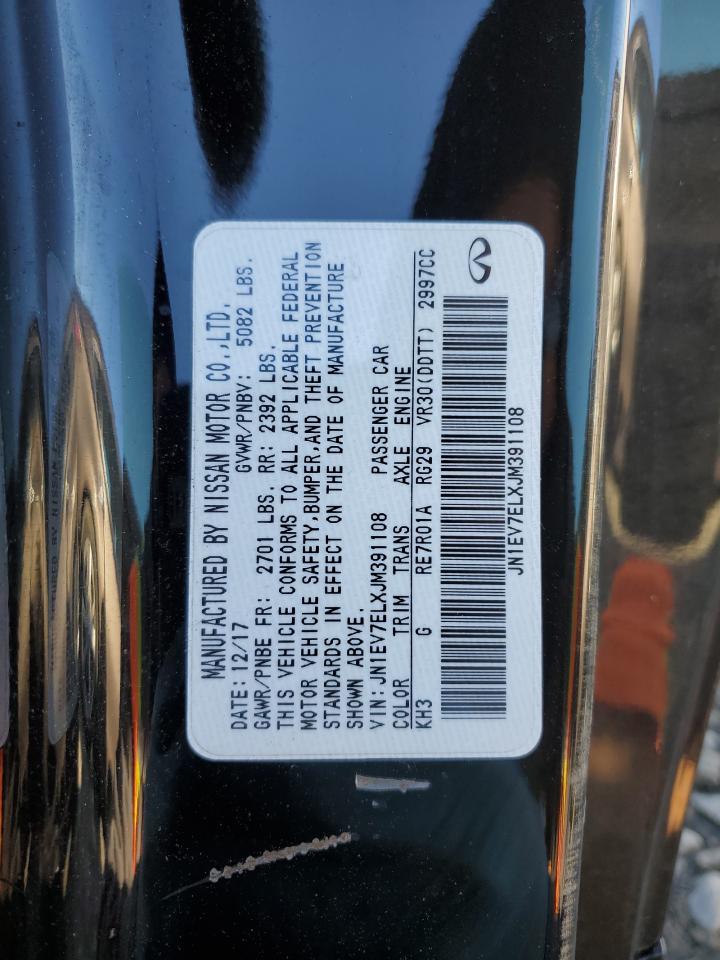 MANUFACTURED BY NISSAN MOTOR CO.,LTD.
DATE: 12/17 GVWR/PNBV: 5082 LBS.
GAWR/PNBE FR: 2701 LBS. RR: 2392 LBS.
THIS VEHICLE CONFORMS TO ALL APPLICABLE FEDERAL
MOTOR VEHICLE SAFETY,BUMPER,AND THEFT PREVENTION
STANDARDS IN EFFECT ON THE DATE OF MANUFACTURE
SHOWN ABOVE.
VIN:JN1EV7ELXJM391108 PASSENGER CAR
COLOR TRIM TRANS AXLE ENGINE
KH3 G RE7R01A RG29 VR30(DDTT) 2997CC
JN1EV7ELXJM391108